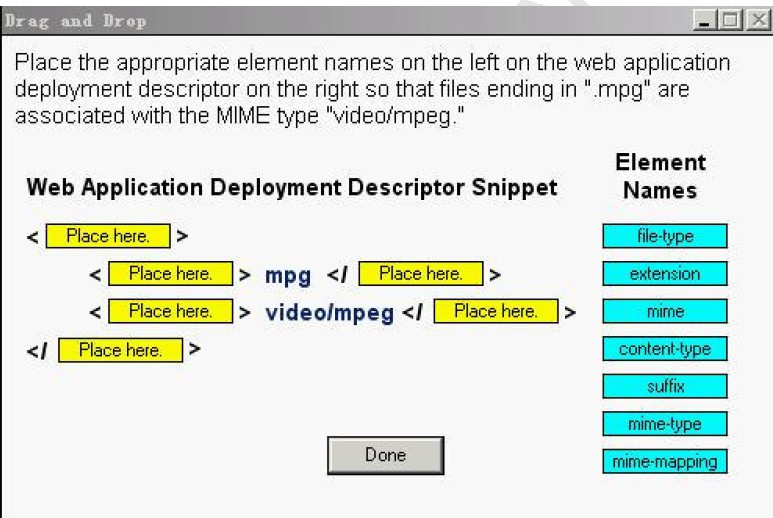 Drag and Drop
Place the appropriate element names on the left on the web application
deployment descriptor on the right so that files ending in ".mpg" are
associated with the MIME type "video/mpeg."
Web Application Deployment Descriptor Snippet
< Place here. >
< Place here. > mpg </ Place here. >
< Place here. > video/mpeg </ Place here. >
</ Place here. >
Element
Names
file-type
extension
mime
content-type
suffix
mime-type
mime-mapping
Done